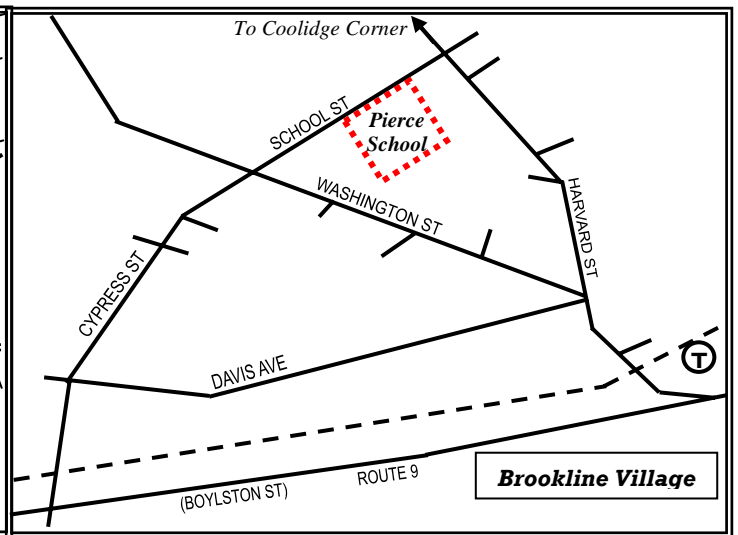 To Coolidge Corner
SCHOOL ST
Pierce
School
WASHINGTON ST
HARVARD ST
CYPRESS ST
DAVIS AVE
T
ROUTE 9
(BOYLSTON ST)
Brookline Village